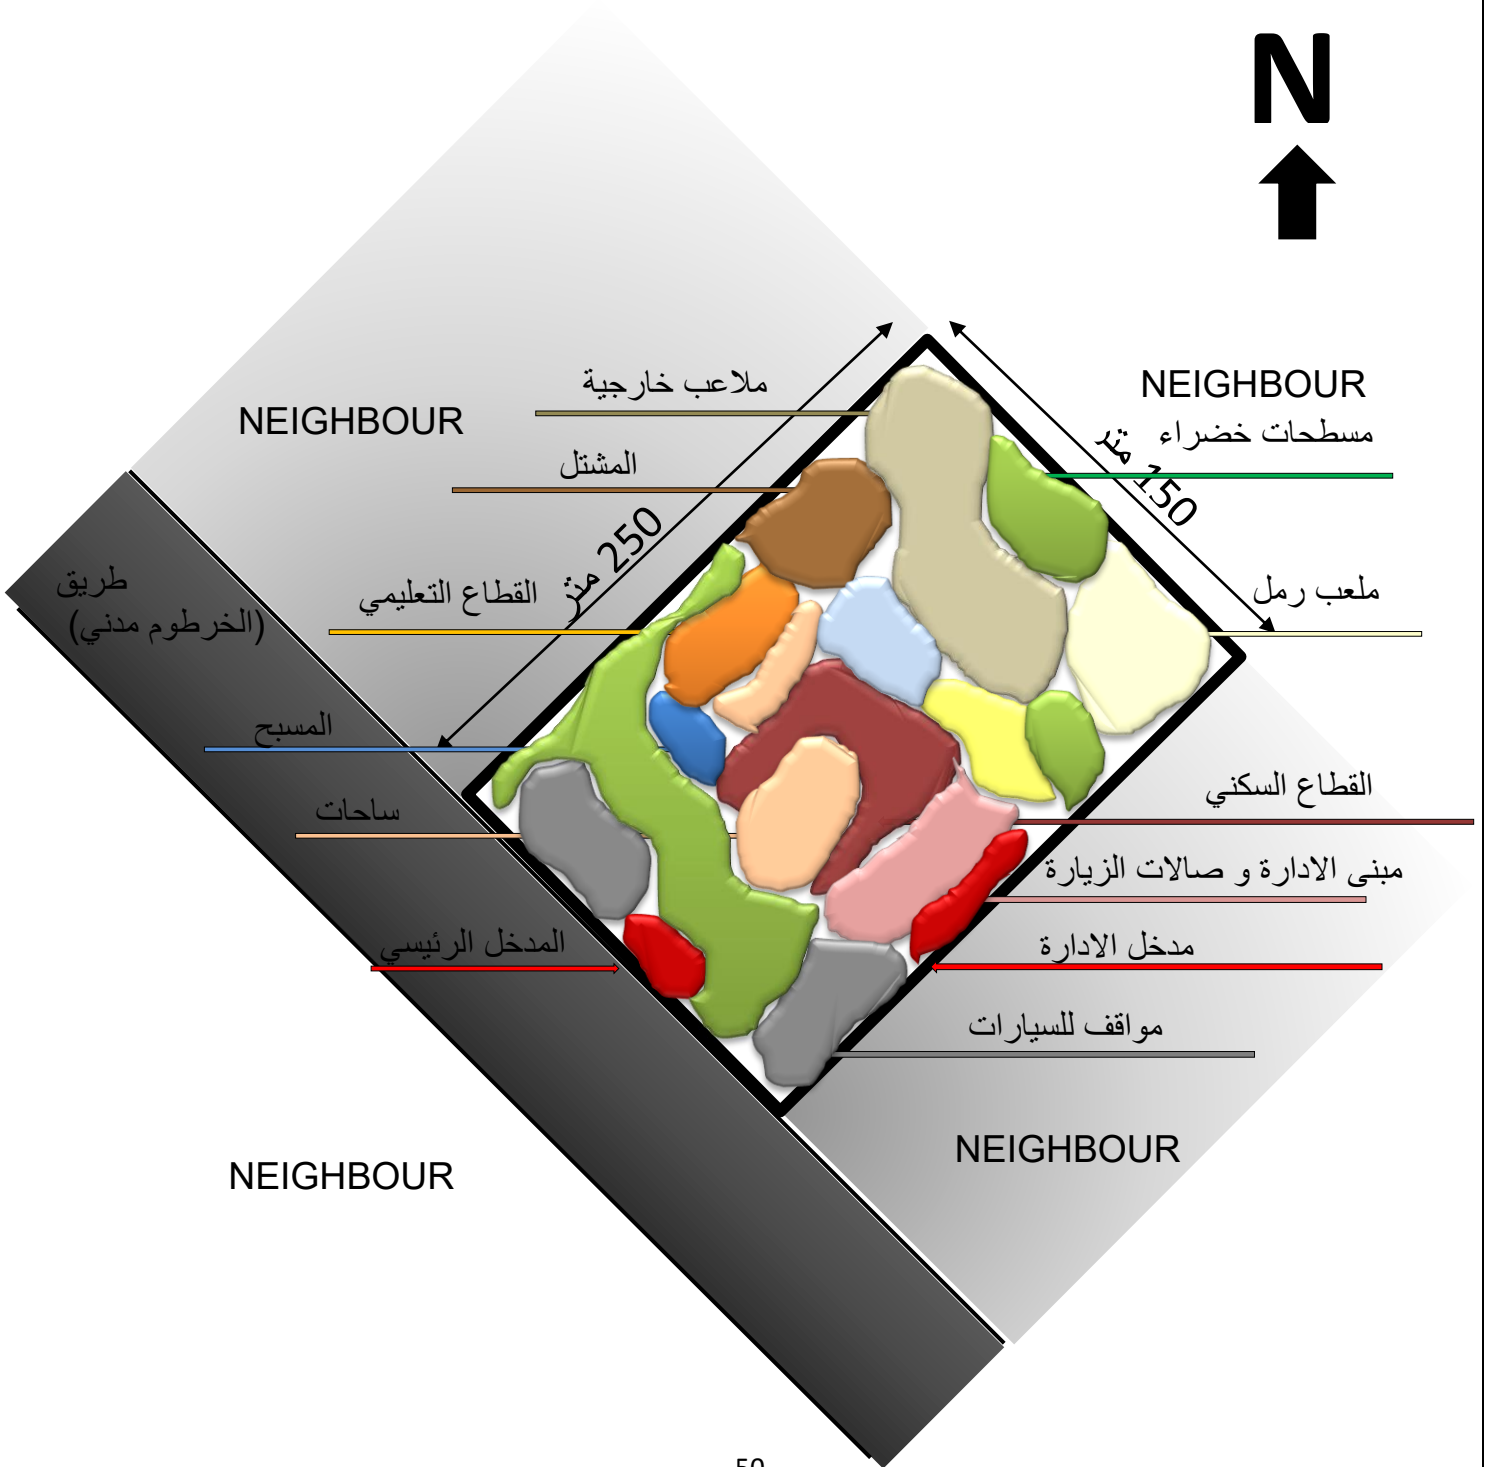 N
ملاعب خارجية
NEIGHBOUR
NEIGHBOUR
مسطحات خضراء
150 متر
المشتل
250 متر
طريق
(الخرطوم مدني)
القطاع التعليمي
ملعب رمل
المسبح
ساحات
القطاع السكني
مبنى الادارة و صالات الزيارة
المدخل الرئيسي
مدخل الادارة
مواقف للسيارات
NEIGHBOUR
NEIGHBOUR
50